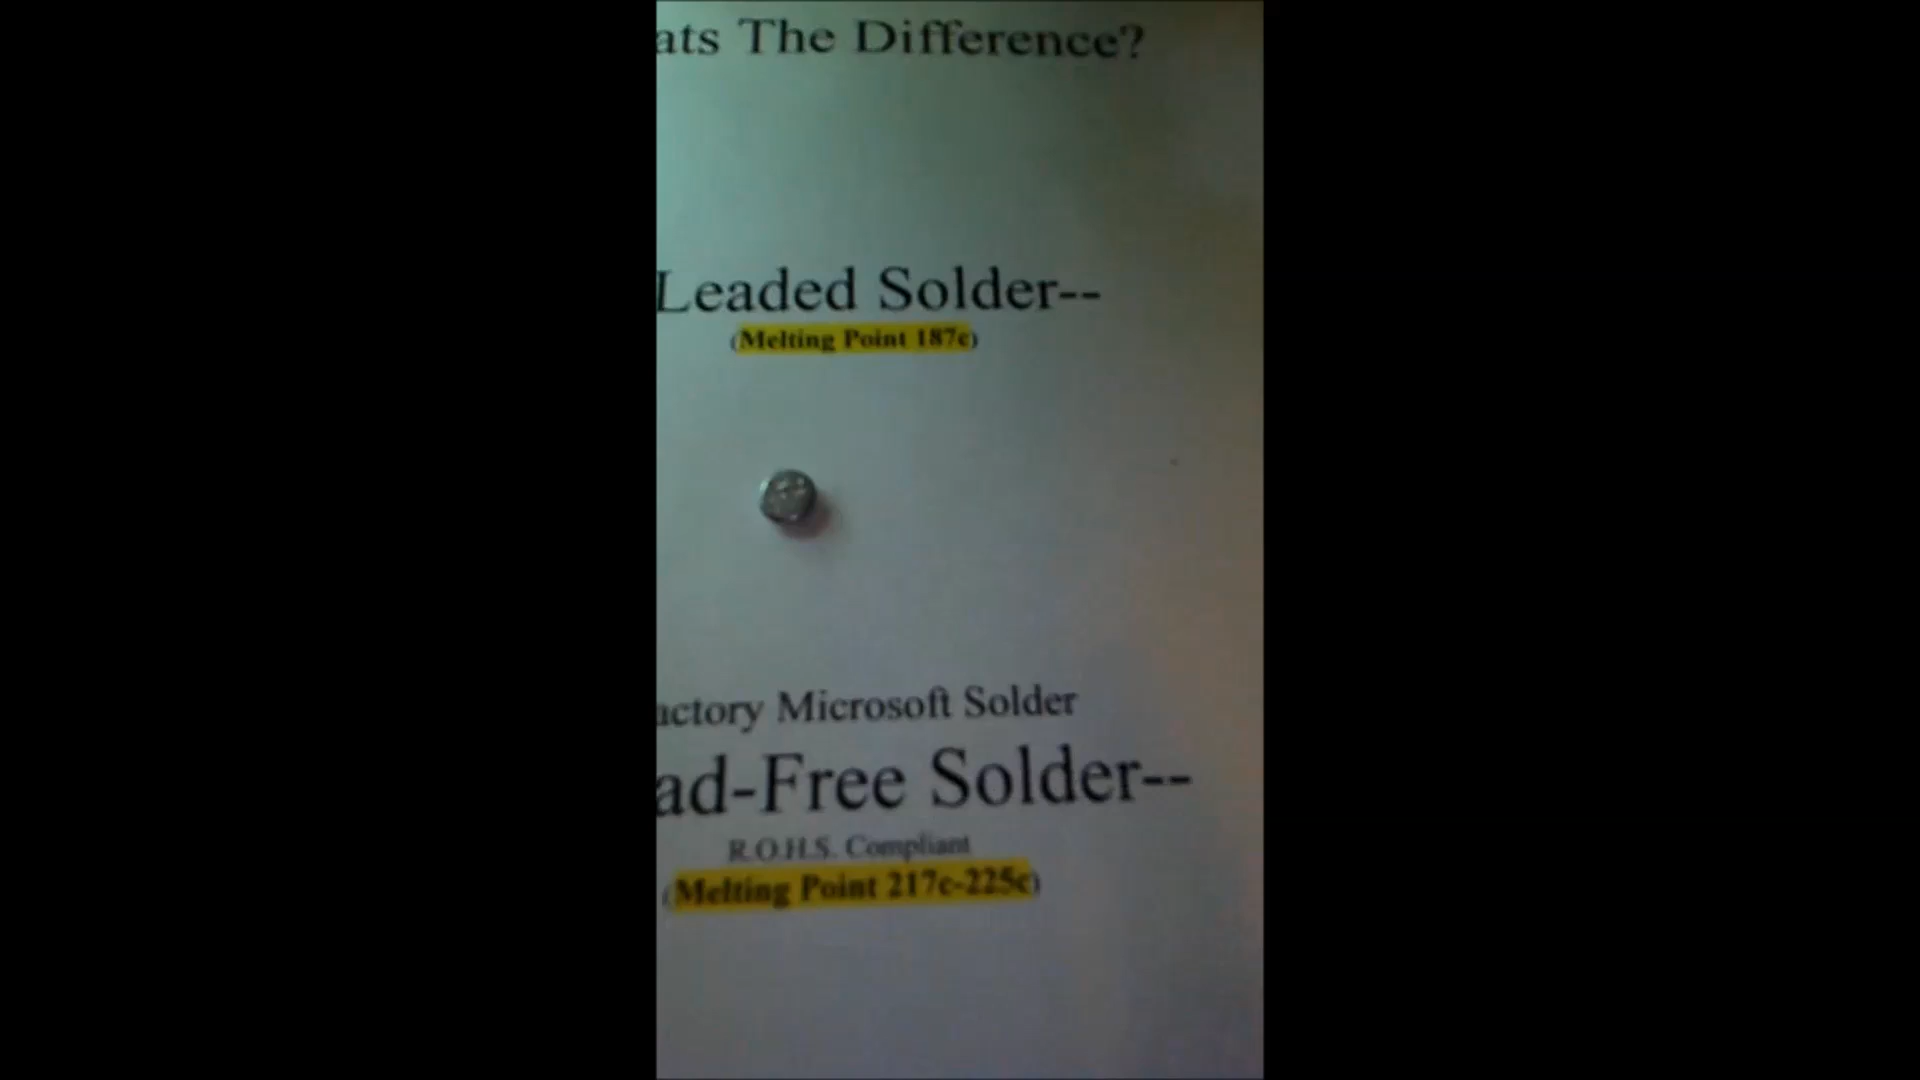 ats The Difference?
Leaded Solder--
(Melting Point 187c)
actory Microsoft Solder
ad-Free Solder--
R.O.H.S. Compliant
(Melting Point 217c-225c)